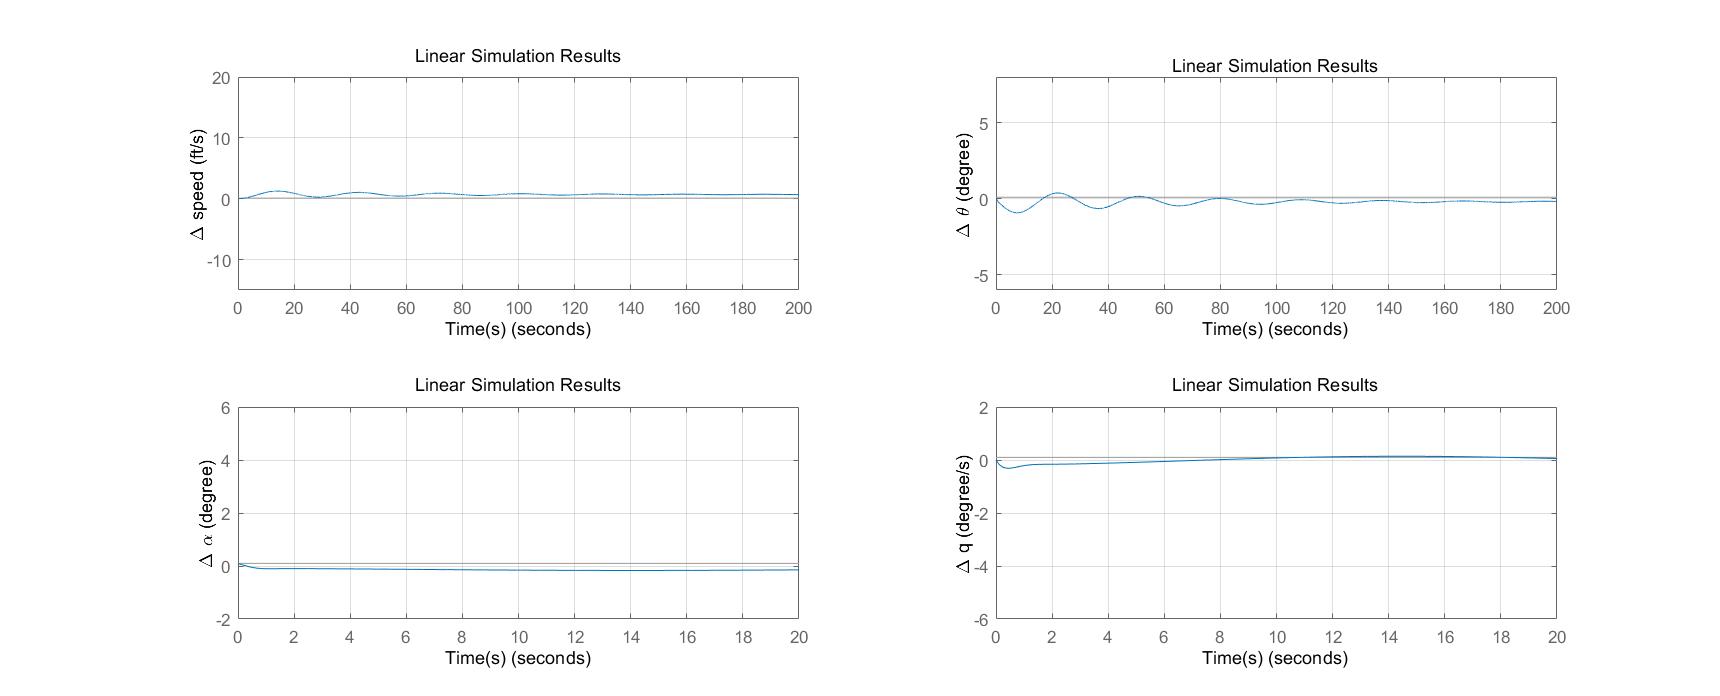 Linear Simulation Results
20
10
0
-10
Δ speed (ft/s)
0 20 40 60 80 100 120 140 160 180 200
Time(s) (seconds)
Linear Simulation Results
5
0
-5
Δ θ (degree)
0 20 40 60 80 100 120 140 160 180 200
Time(s) (seconds)
Linear Simulation Results
6
4
2
0
-2
Δ α (degree)
0 2 4 6 8 10 12 14 16 18 20
Time(s) (seconds)
Linear Simulation Results
2
0
-2
-4
-6
Δ q (degree/s)
0 2 4 6 8 10 12 14 16 18 20
Time(s) (seconds)